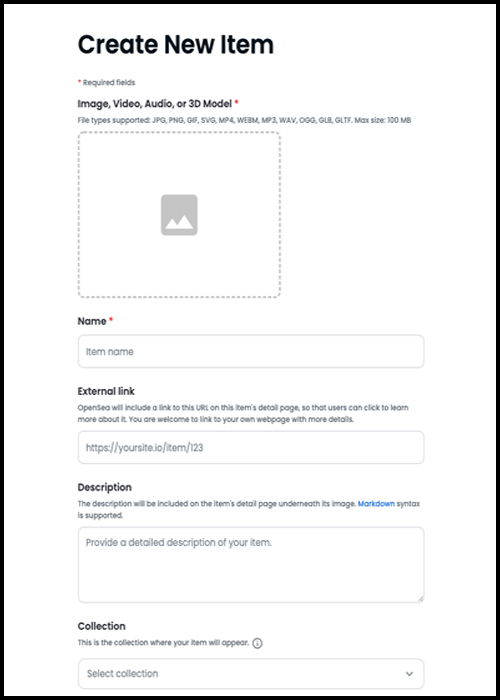 Create New Item
* Required fields
Image, Video, Audio, or 3D Model *
File types supported: JPG, PNG, GIF, SVG, MP4, WEBM, MP3, WAV, OGG, GLB, GLTF. Max size: 100 MB
Name *
Item name
External link
OpenSea will include a link to this URL on this item's detail page, so that users can click to learn
more about it. You are welcome to link to your own webpage with more details.
https://yoursite.io/item/123
Description
The description will be included on the item's detail page underneath its image. Markdown syntax
is supported.
Provide a detailed description of your item.
Collection
This is the collection where your item will appear.
Select collection